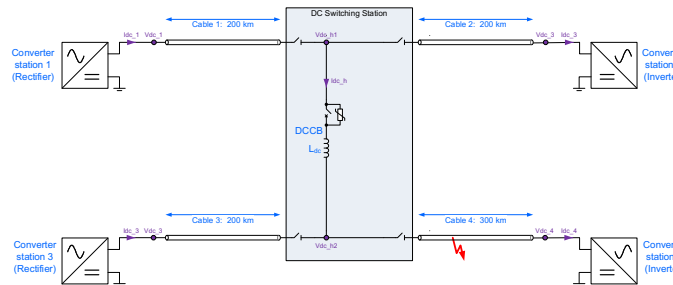 DC Switching Station
Cable 1: 200 km
Cable 2: 200 km
Idc_1 Vdc_1
Vdc_h1
Vdc_3 Idc_3
Converter
station 1
(Rectifier)
Idc_h
DCCB
Ldc
Cable 3: 200 km
Cable 4: 300 km
Idc_3 Vdc_3
Vdc_h2
Vdc_4 Idc_4
Converter
station 3
(Rectifier)
station
station